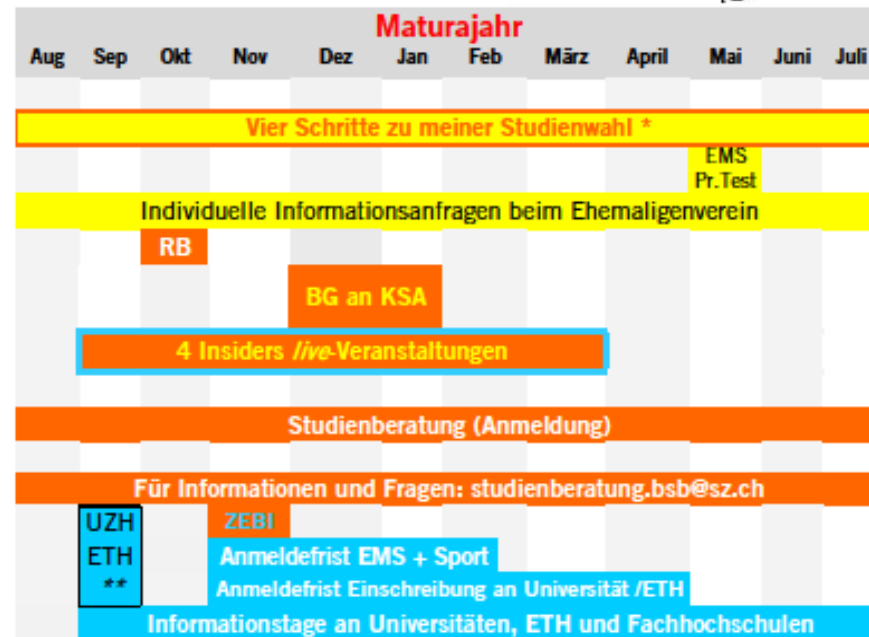 Maturajahr
Aug Sep Okt Nov Dez Jan Feb März April Mai Juni Juli
Vier Schritte zu meiner Studienwahl *
EMS
Pr.Test
Individuelle Informationsanfragen beim Ehemaligenverein
RB
BG an KSA
4 Insiders live-Veranstaltungen
Studienberatung (Anmeldung)
Für Informationen und Fragen: studienberatung.bsb@sz.ch
UZH ZEBI
ETH Anmeldefrist EMS + Sport
** Anmeldefrist Einschreibung an Universität /ETH
Informationstage an Universitäten, ETH und Fachhochschulen